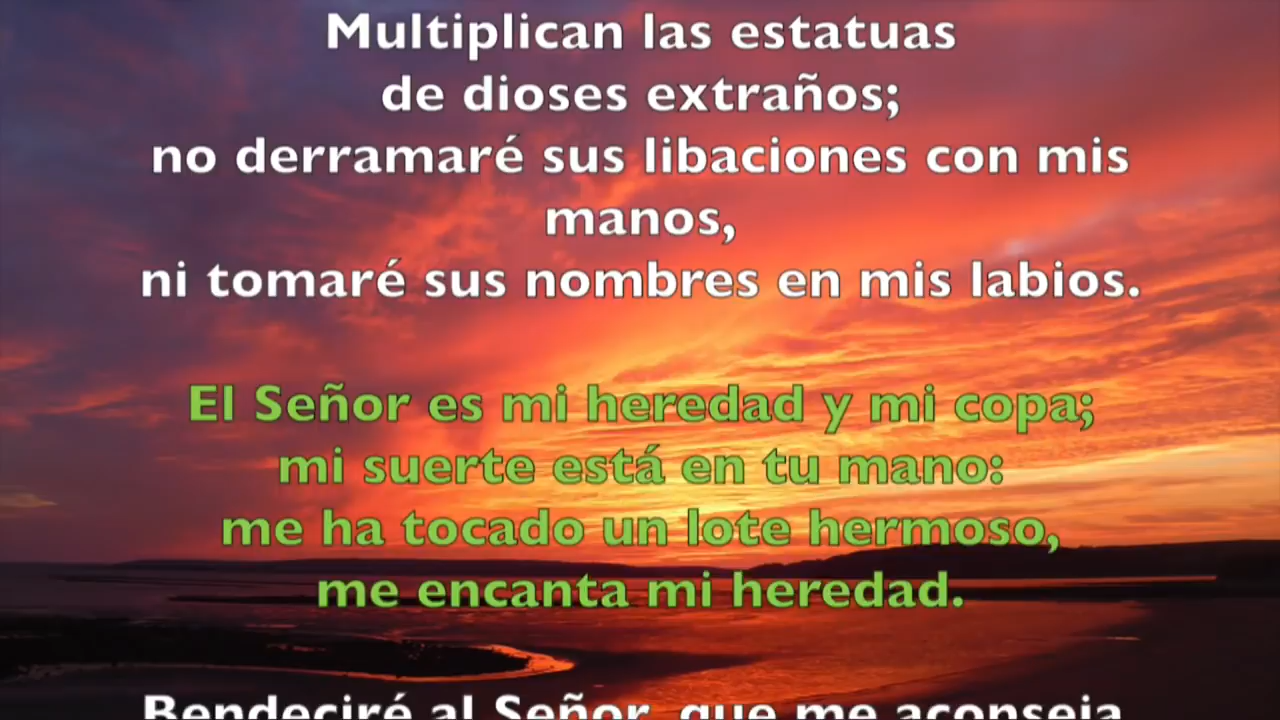 Multiplican las estatuas
de dioses extraños;
no derramaré sus libaciones con mis
manos,
ni tomaré sus nombres en mis labios.
El Señor es mi heredad y mi copa;
mi suerte está en tu mano:
me ha tocado un lote hermoso,
me encanta mi heredad.
Bendeciré al Señor, que me aconseja